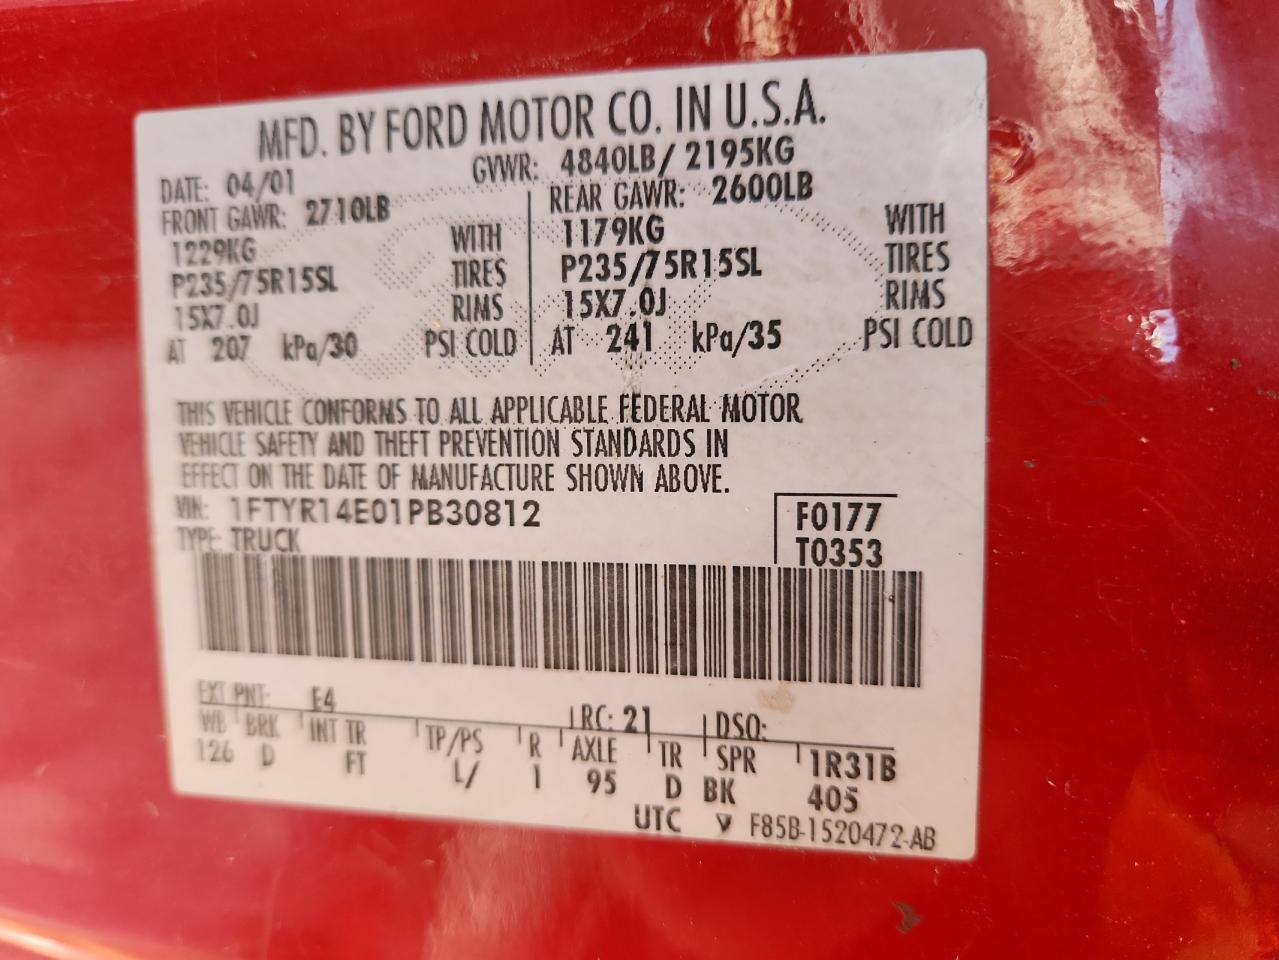 MFD. BY FORD MOTOR CO. IN U.S.A.
DATE: 04/01 GVWR: 4840LB/ 2195KG
FRONT GAWR: 2710LB REAR GAWR: 2600LB
1229KG WITH 1179KG WITH
P235/75R15SL TIRES P235/75R15SL TIRES
15X7.0J RIMS 15X7.0J RIMS
AT 207 kPa/30 PSI COLD AT 241 kPa/35 PSI COLD
THIS VEHICLE CONFORMS TO ALL APPLICABLE FEDERAL MOTOR
VEHICLE SAFETY AND THEFT PREVENTION STANDARDS IN
EFFECT ON THE DATE OF MANUFACTURE SHOWN ABOVE.
VIN: 1FTYR14E01PB30812 F0177
TYPE: TRUCK T0353
EXT PNT: E4 RC: 21 DSO:
WB BRK INT TR TP/PS R AXLE TR SPR 1R31B
126 D FT L/ 1 95 D BK 405
UTC F85B-1520472-AB